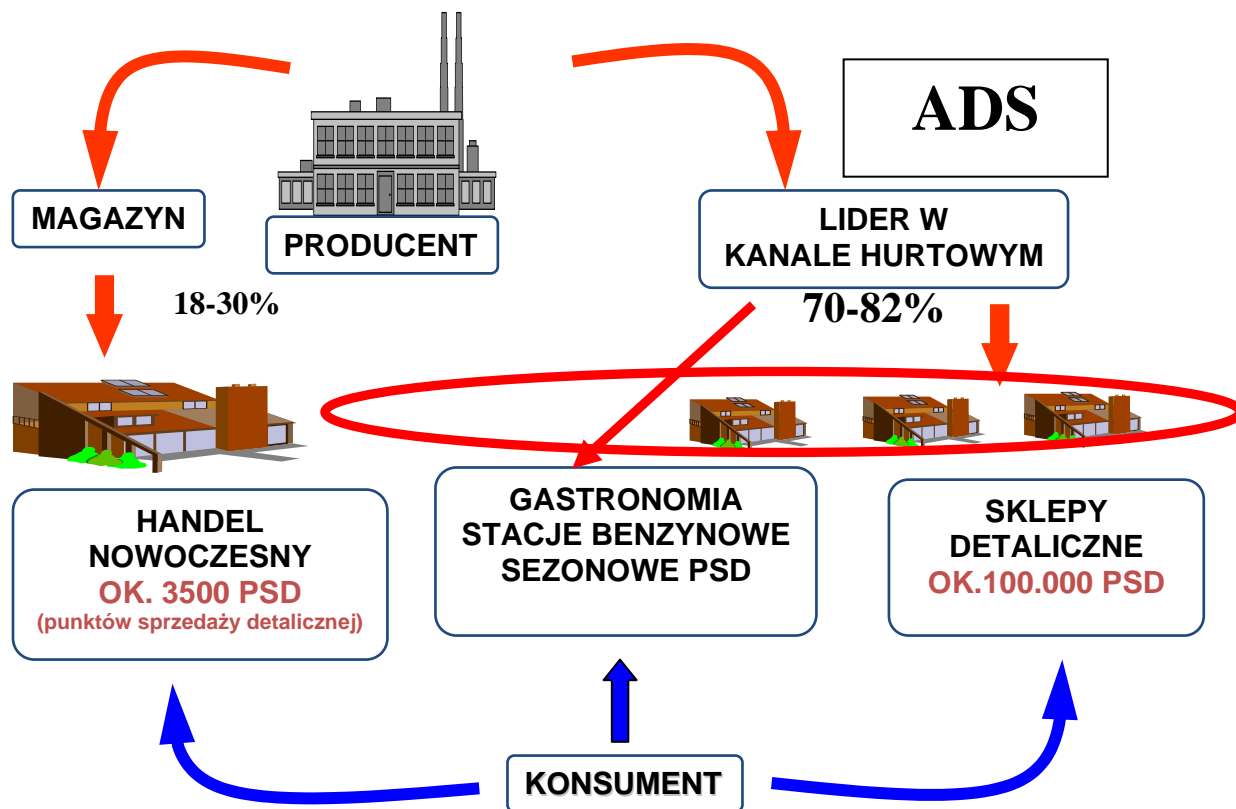 ADS
MAGAZYN
PRODUCENT
LIDER W
KANALE HURTOWYM
18-30%
70-82%
HANDEL
NOWOCZESNY
OK. 3500 PSD
(punktów sprzedaży detalicznej)
GASTRONOMIA
STACJE BENZYNOWE
SEZONOWE PSD
SKLEPY
DETALICZNE
OK.100.000 PSD
KONSUMENT